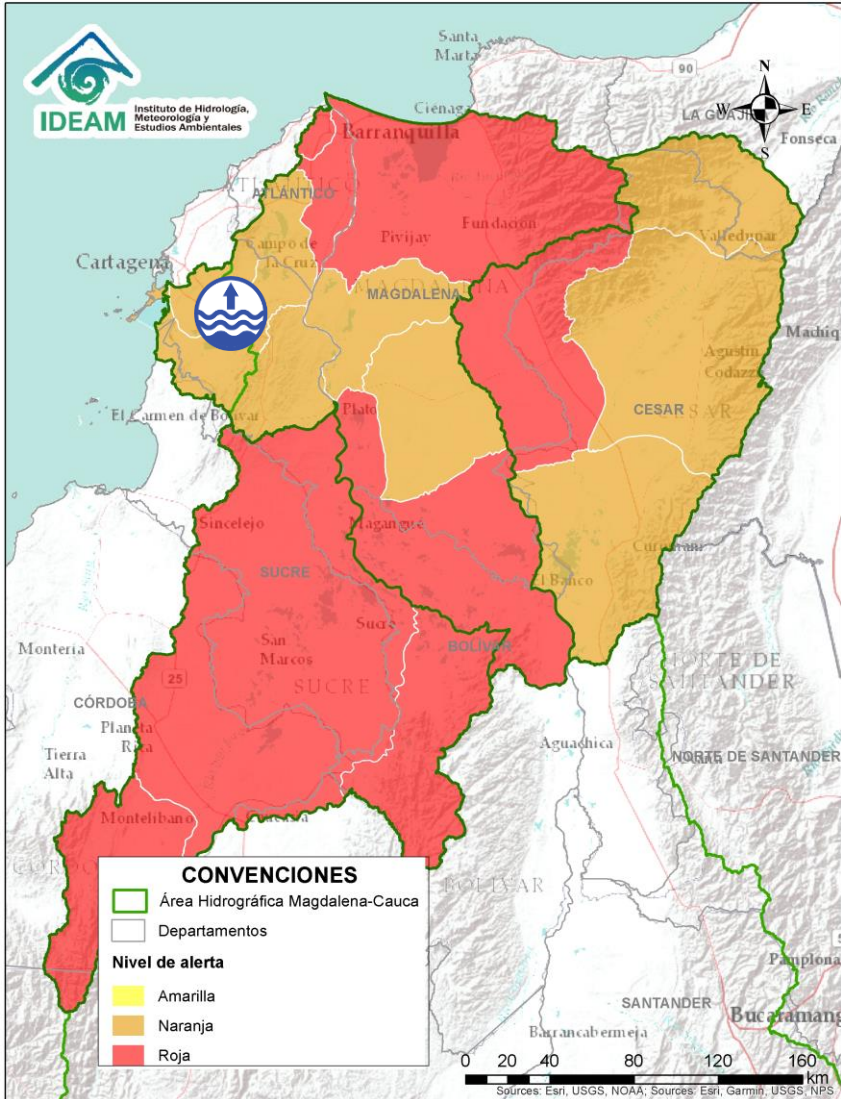 IDEAM
Instituto de Hidrología,
Meteorología y
Estudios Ambientales
Santa
Marta
90
N
W
E
S
Ciénaga
LA GUAJIR
Fonseca
Barranquilla
ATLÁNTICO
Fundación
Campo de
la Cruz
Pivijay
Valledupar
Cartagena
MAGDALENA
Machiq
Agustín
Codazzi
El Carmen de Bolívar
Plato
CESAR
CESAR
Sincelejo
Magangué
SUCRE
Curumaní
El Banco
Montería
San
Marcos
Sucre
BOLÍVAR
SUCRE
NORTE DE
SANTANDER
25
CÓRDOBA
Planeta
Rica
Tierra
Alta
Aguachica
NORTE DE SANTANDER
Montelíbano
Caucasia
BOLÍVAR
CONVENCIONES
Área Hidrográfica Magdalena-Cauca
Departamentos
Nivel de alerta
Amarilla
Naranja
Roja
Pamplona
SANTANDER
Bucaramang
Barrancabermeja
0 20 40 80 120 160
km
Sources: Esri, USGS, NOAA; Sources: Esri, Garmin, USGS, NPS